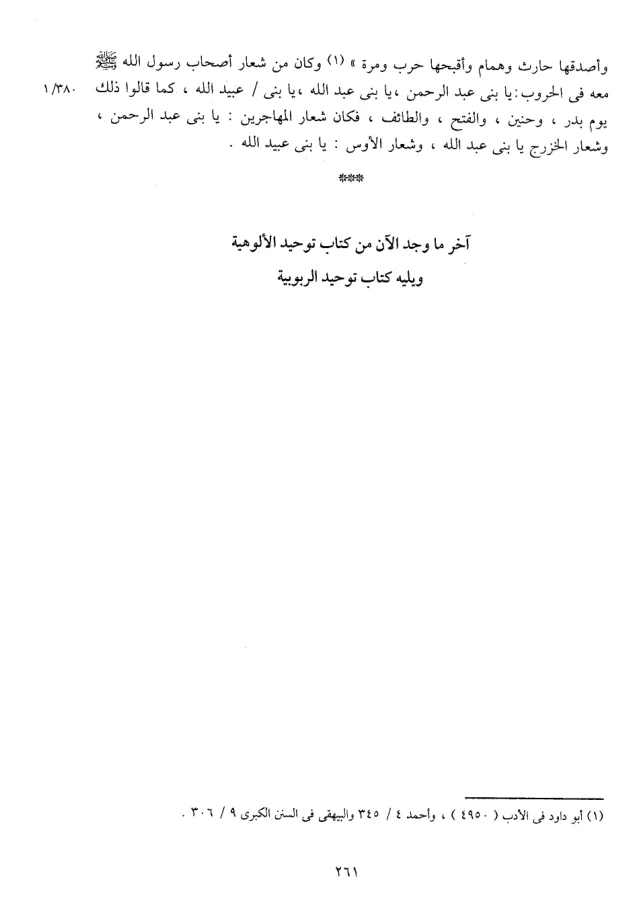 وأصدقها حارث وهمام وأقبحها حرب ومرة » (١) وكان من شعار أصحاب رسول الله ﷺ
معه فى الحروب : يا بنى عبد الرحمن ، يا بنى عبد الله ، يا بنى / عبيد الله ، كما قالوا ذلك ١/٣٨٠
يوم بدر ، وحنين ، والفتح ، والطائف ، فكان شعار المهاجرين : يا بنى عبد الرحمن ،
وشعار الخزرج يا بنى عبد الله ، وشعار الأوس : يا بنى عبيد الله .
***
آخر ما وجد الآن من كتاب توحيد الألوهية
ويليه كتاب توحيد الربوبية
(١) أبو داود فى الأدب ( ٤٩٥٠ ) ، وأحمد ٤ / ٣٤٥ والبيهقى فى السنن الكبرى ٩ / ٣٠٦ .
٢٦١